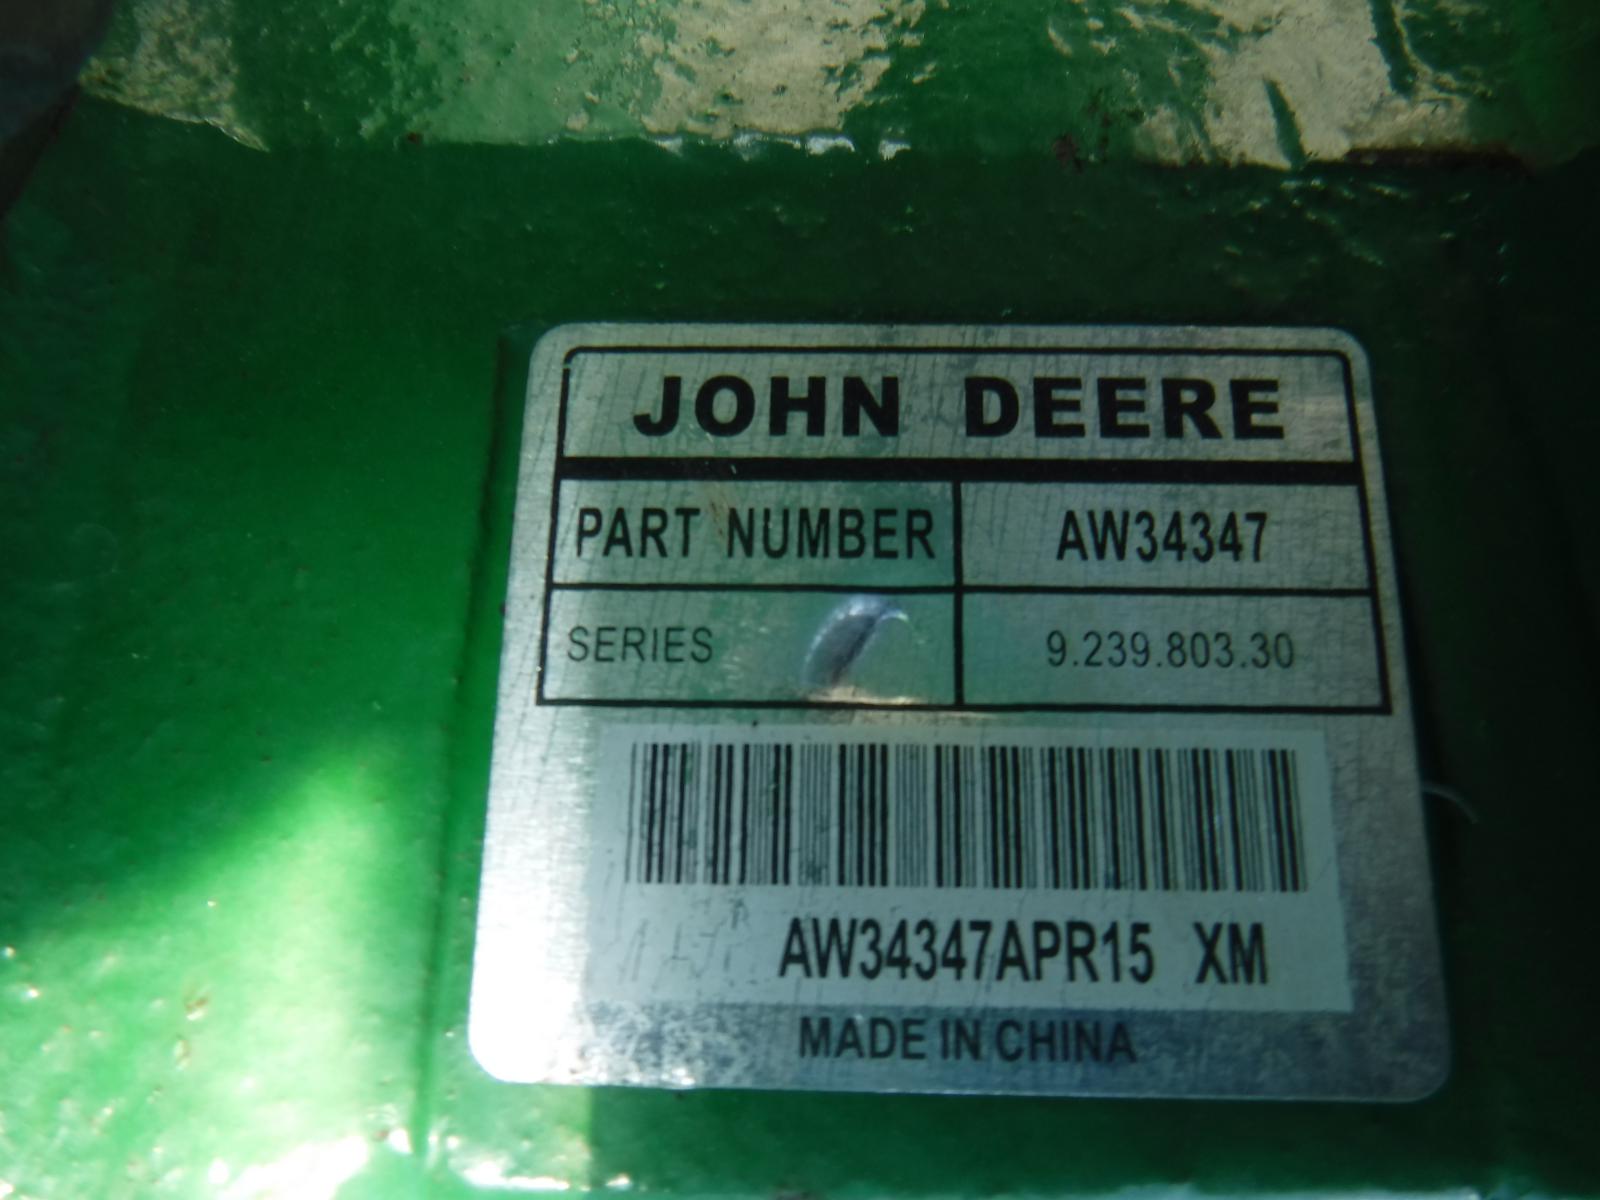 JOHN DEERE
PART NUMBER AW34347
SERIES 9.239.803.30
AW34347APR15 XM
MADE IN CHINA